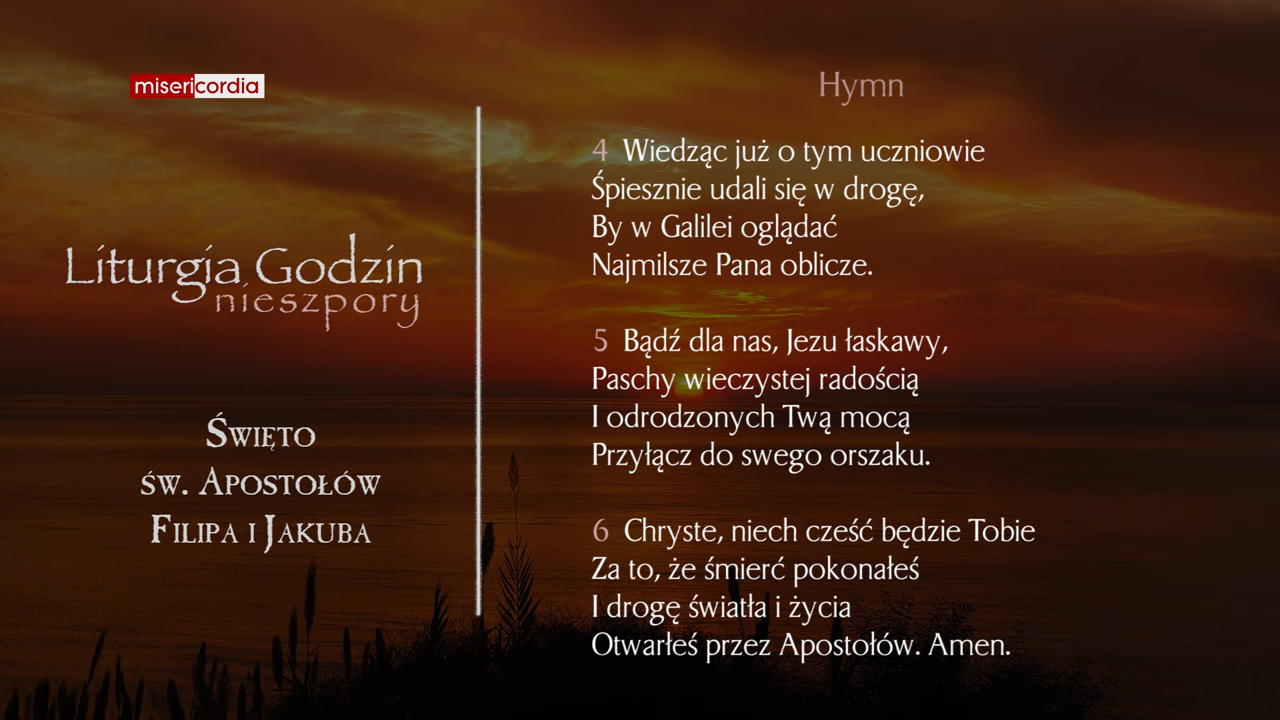 misericordia
Liturgia Godzin
nieszpory
Święto
św. Apostołów
Filipa i Jakuba
Hymn
4 Wiedząc już o tym uczniowie
Śpiesznie udali się w drogę,
By w Galilei oglądać
Najmilsze Pana oblicze.
5 Bądź dla nas, Jezu łaskawy,
Paschy wieczystej radością
I odrodzonych Twą mocą
Przyłącz do swego orszaku.
6 Chryste, niech cześć będzie Tobie
Za to, że śmierć pokonałeś
I drogę światła i życia
Otwarłeś przez Apostołów. Amen.